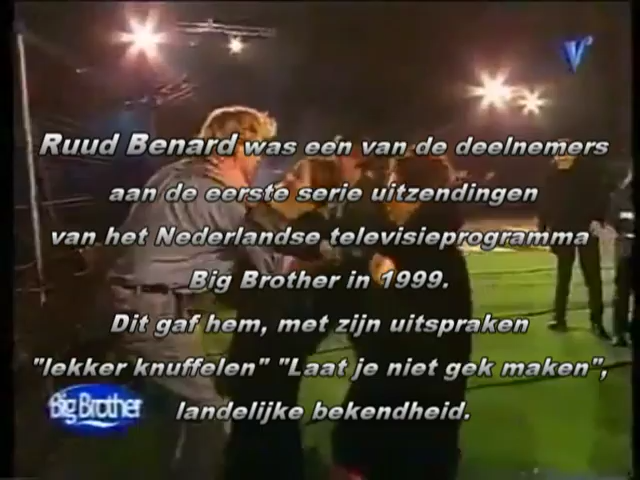 V
Ruud Benard was een van de deelnemers
aan de eerste serie uitzendingen
van het Nederlandse televisieprogramma
Big Brother in 1999.
Dit gaf hem, met zijn uitspraken
"lekker knuffelen" "Laat je niet gek maken",
landelijke bekendheid.
Big Brother